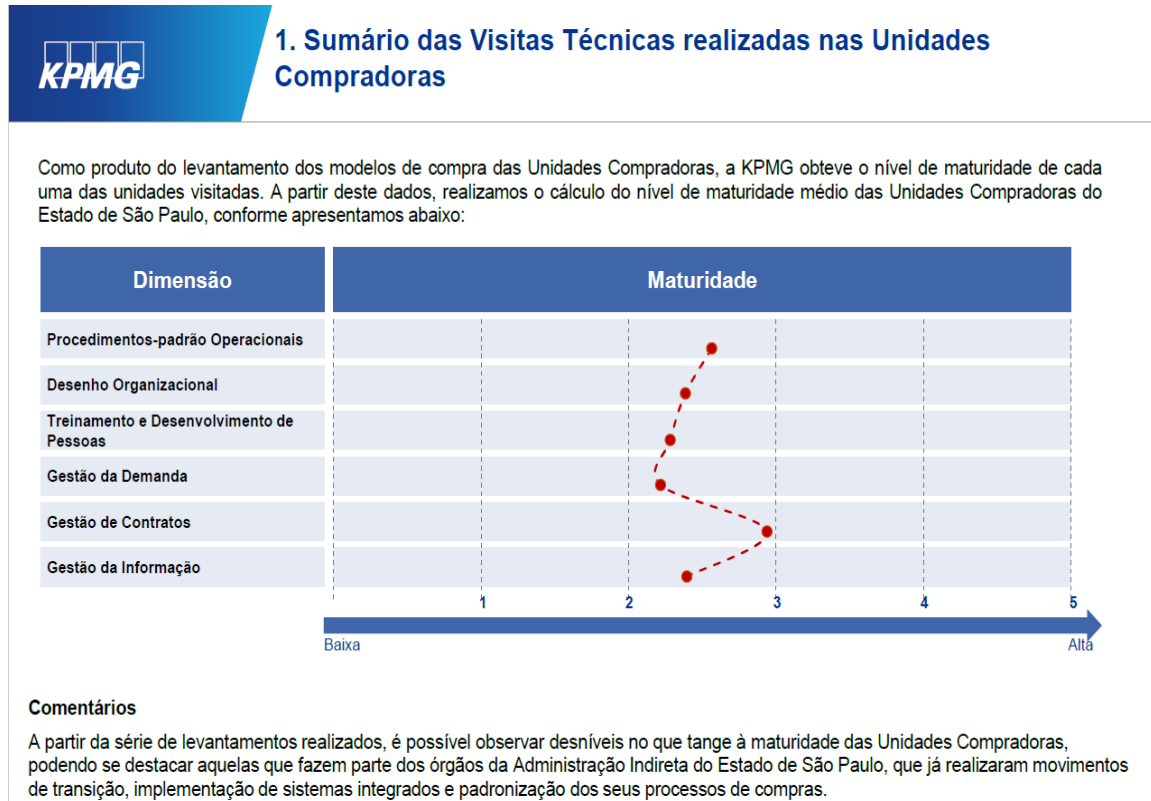 KPMG
1. Sumário das Visitas Técnicas realizadas nas Unidades
Compradoras
Como produto do levantamento dos modelos de compra das Unidades Compradoras, a KPMG obteve o nível de maturidade de cada
uma das unidades visitadas. A partir deste dados, realizamos o cálculo do nível de maturidade médio das Unidades Compradoras do
Estado de São Paulo, conforme apresentamos abaixo:
Dimensão
Maturidade
Procedimentos-padrão Operacionais
Desenho Organizacional
Treinamento e Desenvolvimento de
Pessoas
Gestão da Demanda
Gestão de Contratos
Gestão da Informação
1 2 3 4 5
Baixa Alta
Comentários
A partir da série de levantamentos realizados, é possível observar desníveis no que tange à maturidade das Unidades Compradoras,
podendo se destacar aquelas que fazem parte dos órgãos da Administração Indireta do Estado de São Paulo, que já realizaram movimentos
de transição, implementação de sistemas integrados e padronização dos seus processos de compras.